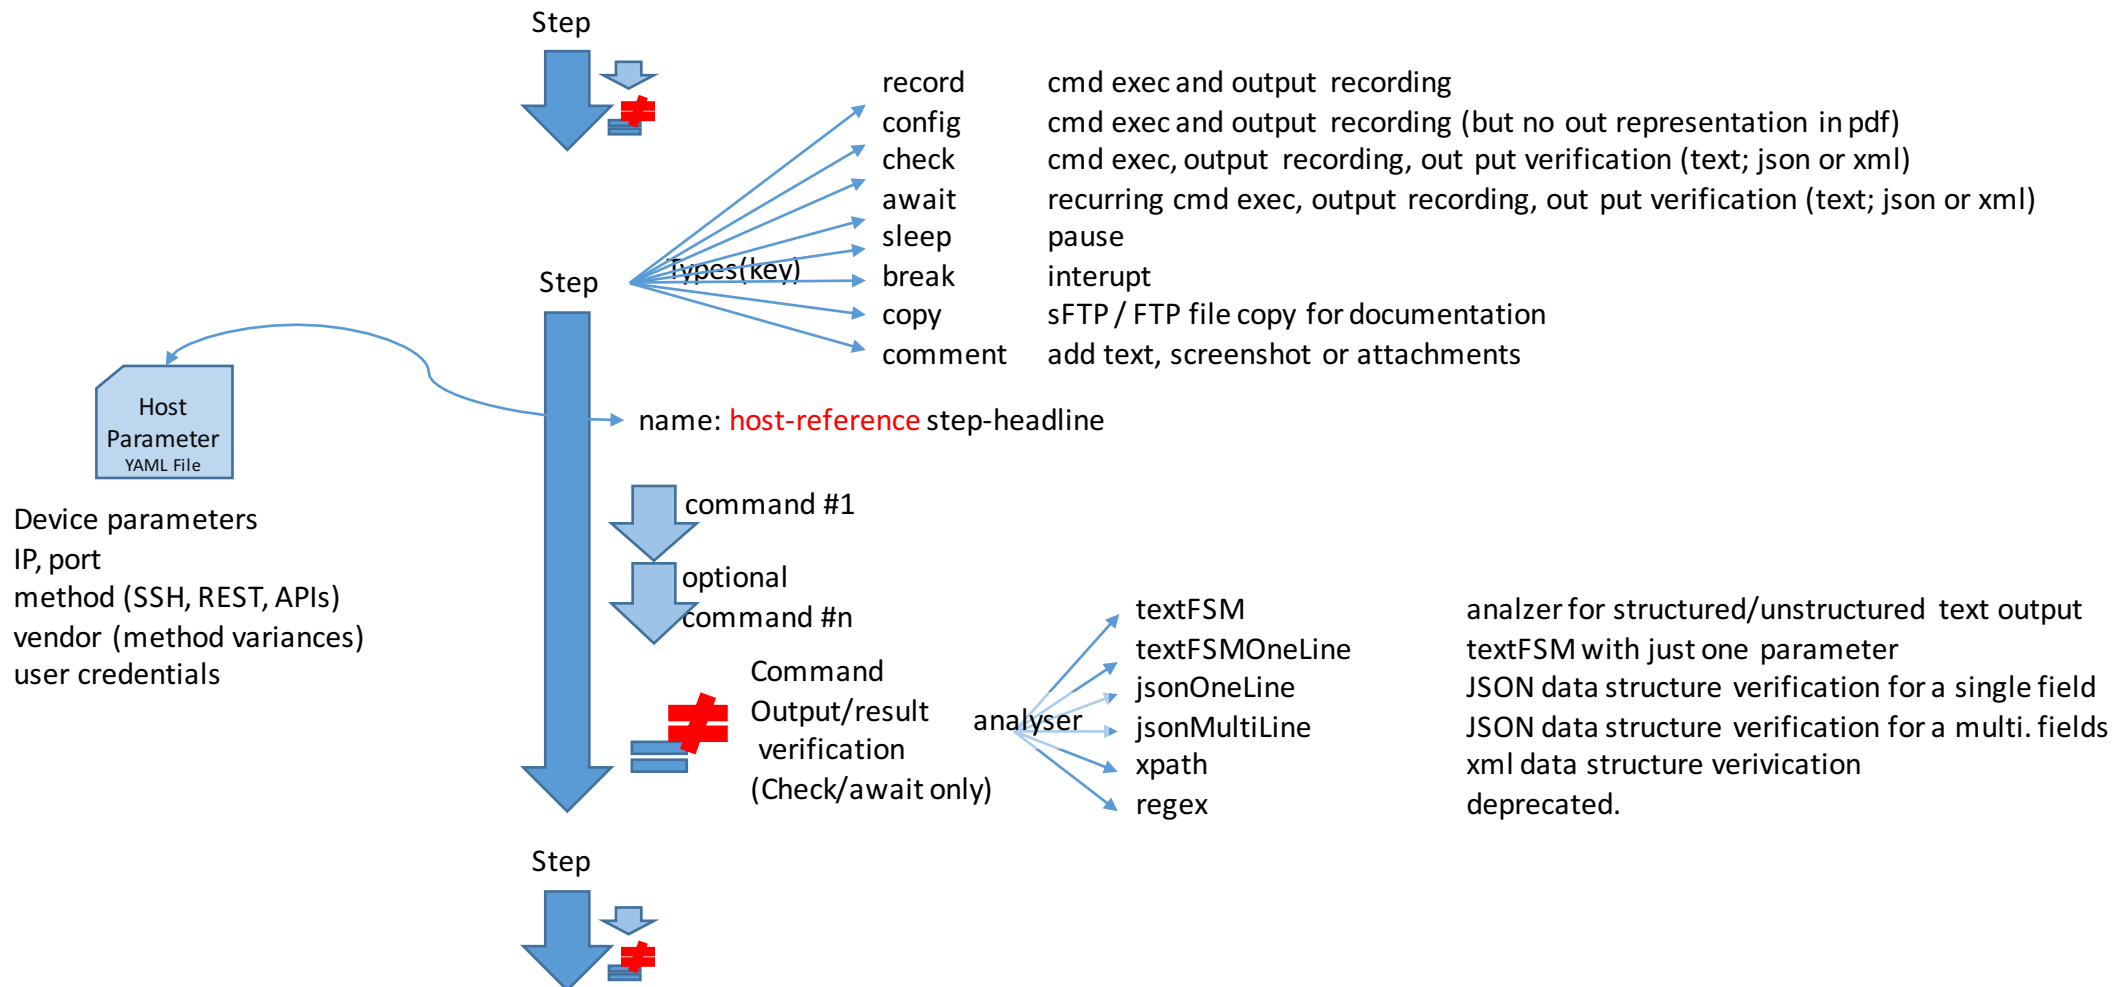 Step
record cmd exec and output recording
config cmd exec and output recording (but no out representation in pdf)
check cmd exec, output recording, out put verification (text; json or xml)
await recurring cmd exec, output recording, out put verification (text; json or xml)
sleep pause
Types(key)
Step
break interupt
copy sFTP / FTP file copy for documentation
comment add text, screenshot or attachments
Host
Parameter
YAML File
name: host-reference step-headline
Device parameters
IP, port
method (SSH, REST, APIs)
vendor (method variances)
user credentials
command #1
optional
command #n
Command
Output/result
verification
(Check/await only)
analyser
textFSM analzer for structured/unstructured text output
textFSMOneLine textFSM with just one parameter
jsonOneLine JSON data structure verification for a single field
jsonMultiLine JSON data structure verification for a multi. fields
xpath xml data structure verivication
regex deprecated.
Step